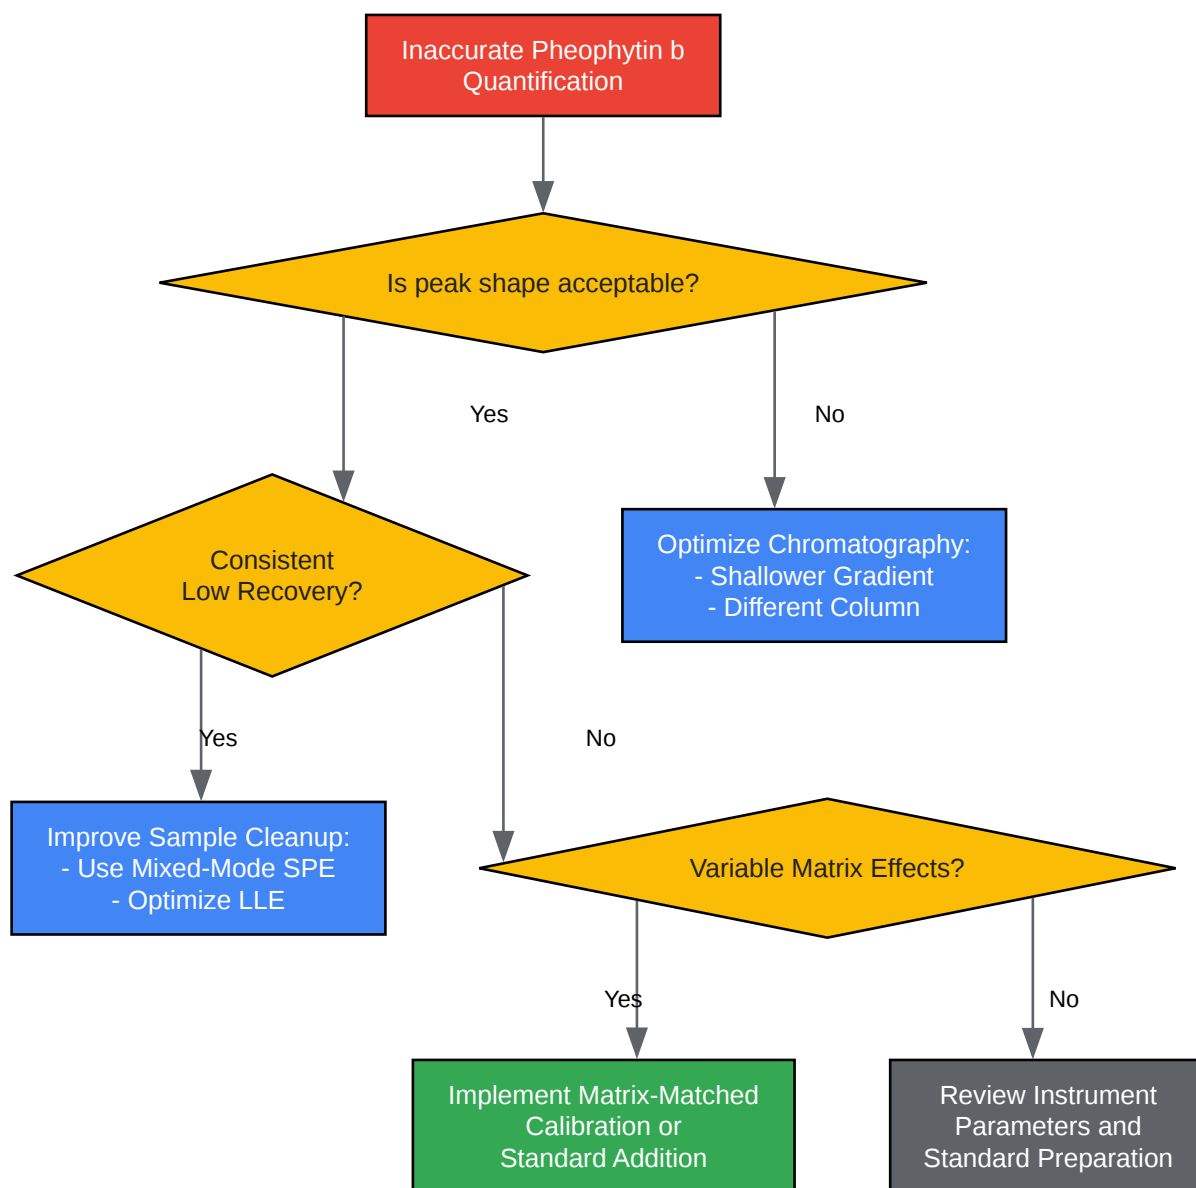 Inaccurate Pheophytin b
Quantification
Is peak shape acceptable?
Yes
No
Consistent
Low Recovery?
Optimize Chromatography:
- Shallower Gradient
- Different Column
Yes
No
Improve Sample Cleanup:
- Use Mixed-Mode SPE
- Optimize LLE
Variable Matrix Effects?
Yes
No
Implement Matrix-Matched
Calibration or
Standard Addition
Review Instrument
Parameters and
Standard Preparation